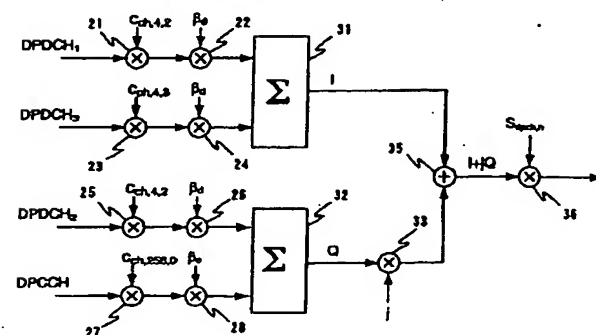 21 C_ch,4,2 β_d 22 31
DPDCH₁ Σ I
DPDCH₃ C_ch,4,3 β_d
23 24
35 S_dpch,n
+ I+jQ
36
25 C_ch,4,2 β_d 26 32
DPDCH₂ Σ Q 33
DPCCH C_ch,256,0
27 28